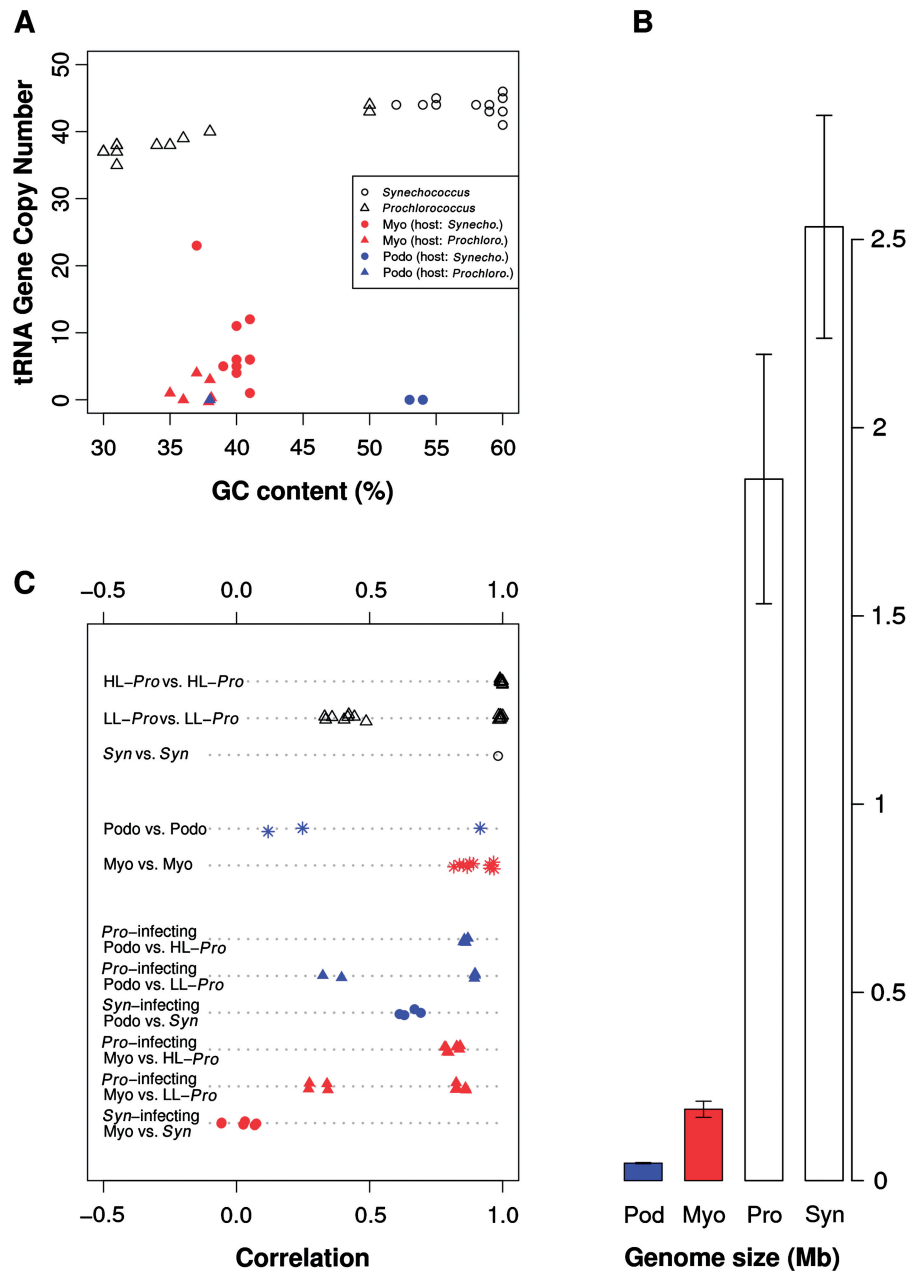 A
tRNA Gene Copy Number
50
40
30
20
10
0
Synechococcus
Prochlorococcus
Myo (host: Synecho.)
Myo (host: Prochloro.)
Podo (host: Synecho.)
Podo (host: Prochloro.)
30 35 40 45 50 55 60
GC content (%)
B
2.5
2
1.5
1
0.5
0
Pod Myo Pro Syn
Genome size (Mb)
C
−0.5 0.0 0.5 1.0
HL−Pro vs. HL−Pro
LL−Pro vs. LL−Pro
Syn vs. Syn
Podo vs. Podo
Myo vs. Myo
Pro−infecting
Podo vs. HL−Pro
Pro−infecting
Podo vs. LL−Pro
Syn−infecting
Podo vs. Syn
Pro−infecting
Myo vs. HL−Pro
Pro−infecting
Myo vs. LL−Pro
Syn−infecting
Myo vs. Syn
−0.5 0.0 0.5 1.0
Correlation